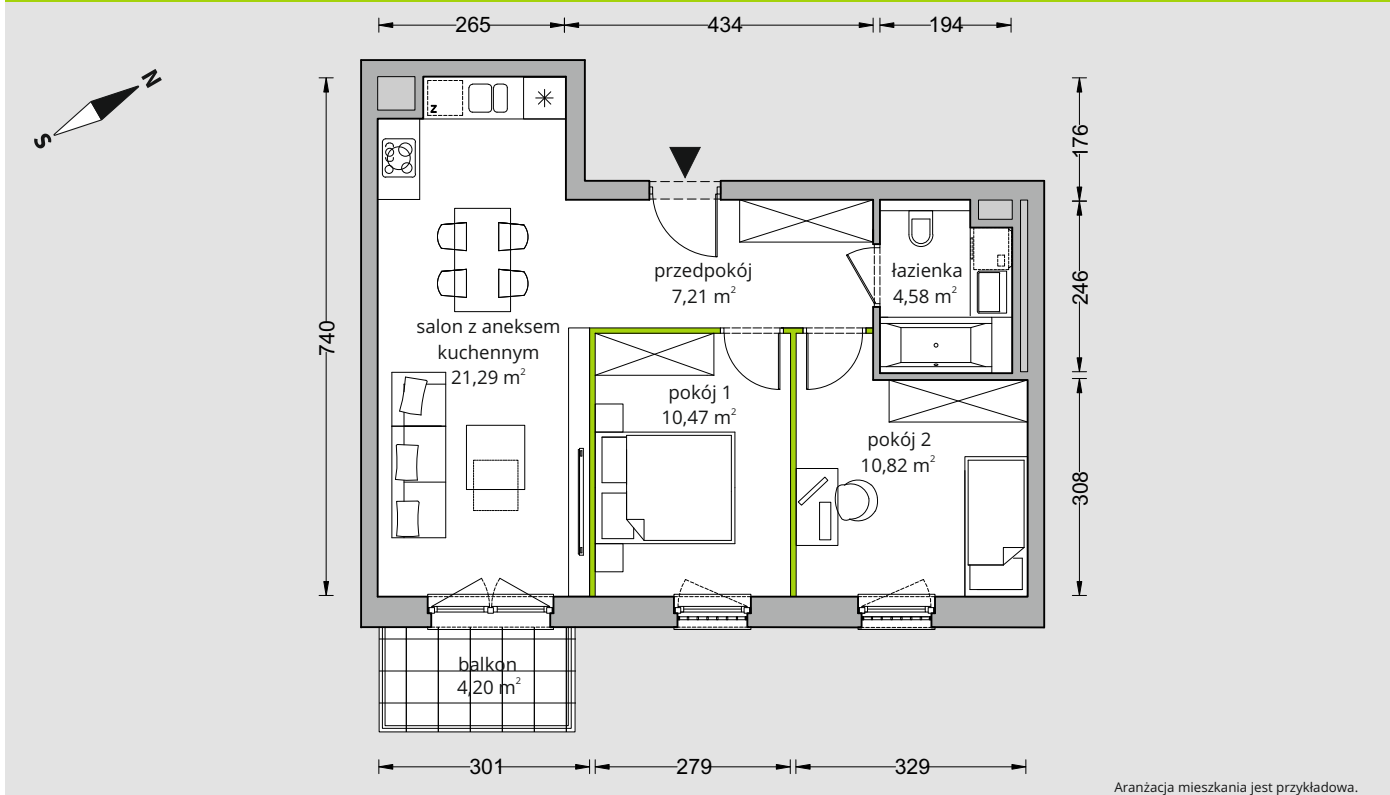 265
434
194
N
S
z
176
740
246
308
przedpokój
7,21 m²
łazienka
4,58 m²
salon z aneksem
kuchennym
21,29 m²
pokój 1
10,47 m²
pokój 2
10,82 m²
balkon
4,20 m²
301
279
329
Aranżacja mieszkania jest przykładowa.